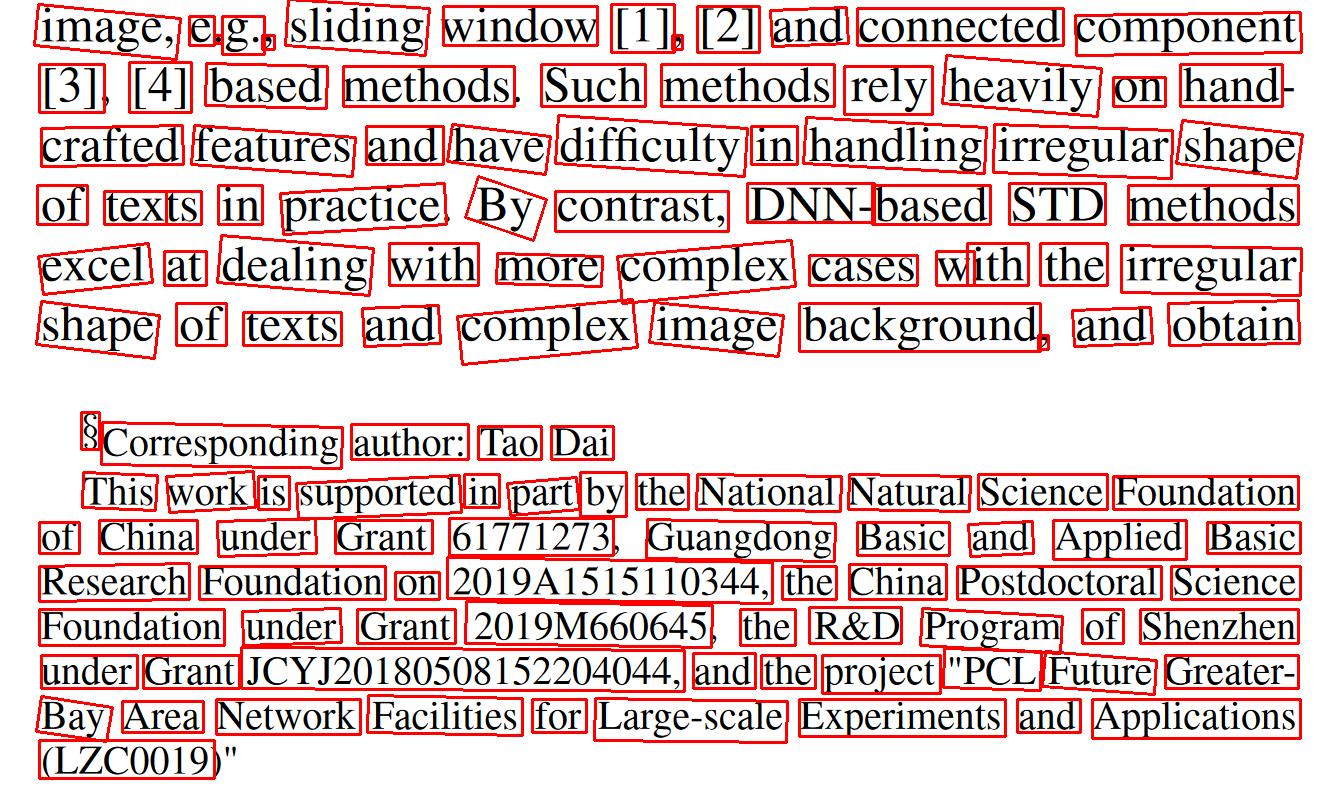 image, e.g., sliding window [1], [2] and connected component
[3], [4] based methods. Such methods rely heavily on hand-
crafted features and have difficulty in handling irregular shape
of texts in practice. By contrast, DNN-based STD methods
excel at dealing with more complex cases with the irregular
shape of texts and complex image background, and obtain
§Corresponding author: Tao Dai
This work is supported in part by the National Natural Science Foundation
of China under Grant 61771273, Guangdong Basic and Applied Basic
Research Foundation on 2019A1515110344, the China Postdoctoral Science
Foundation under Grant 2019M660645, the R&D Program of Shenzhen
under Grant JCYJ20180508152204044, and the project "PCL Future Greater-
Bay Area Network Facilities for Large-scale Experiments and Applications
(LZC0019)"